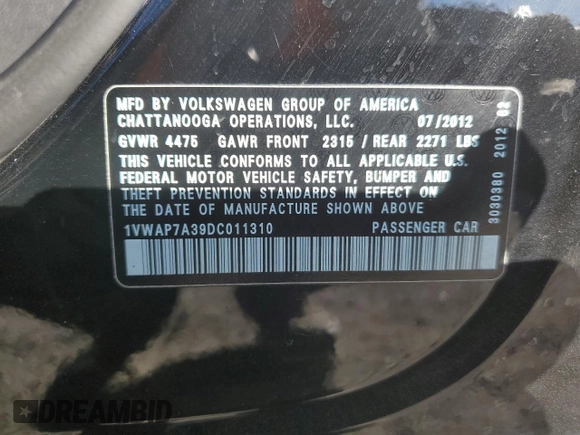 MFD BY VOLKSWAGEN GROUP OF AMERICA
CHATTANOOGA OPERATIONS, LLC. 07/2012
GVWR 4475 GAWR FRONT 2315/REAR 2271 LBS
THIS VEHICLE CONFORMS TO ALL APPLICABLE U.S.
FEDERAL MOTOR VEHICLE SAFETY, BUMPER AND
THEFT PREVENTION STANDARDS IN EFFECT ON
THE DATE OF MANUFACTURE SHOWN ABOVE
1VWAP7A39DC011310 PASSENGER CAR
3030380 2012 02
DREAMBID